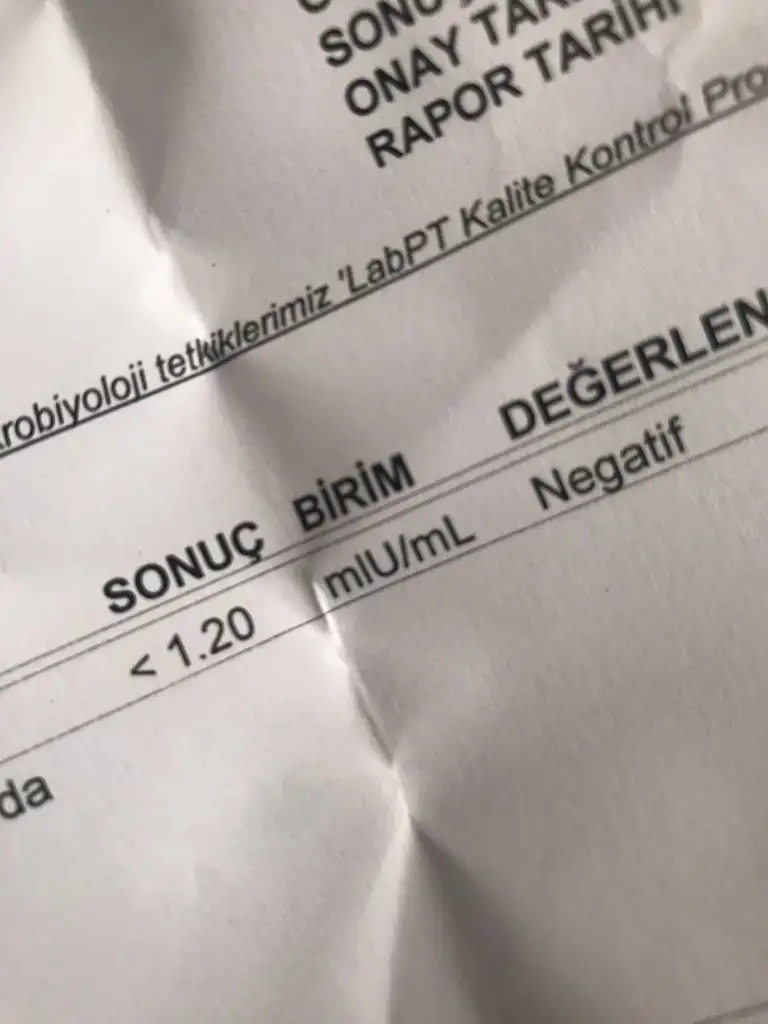 SONU
ONAY TAR
RAPOR TARİHİ
robiyoloji tetkiklerimiz 'LabPT Kalite Kontrol Pro
SONUÇ BİRİM DEĞERLEN
< 1.20 mIU/mL Negatif
da